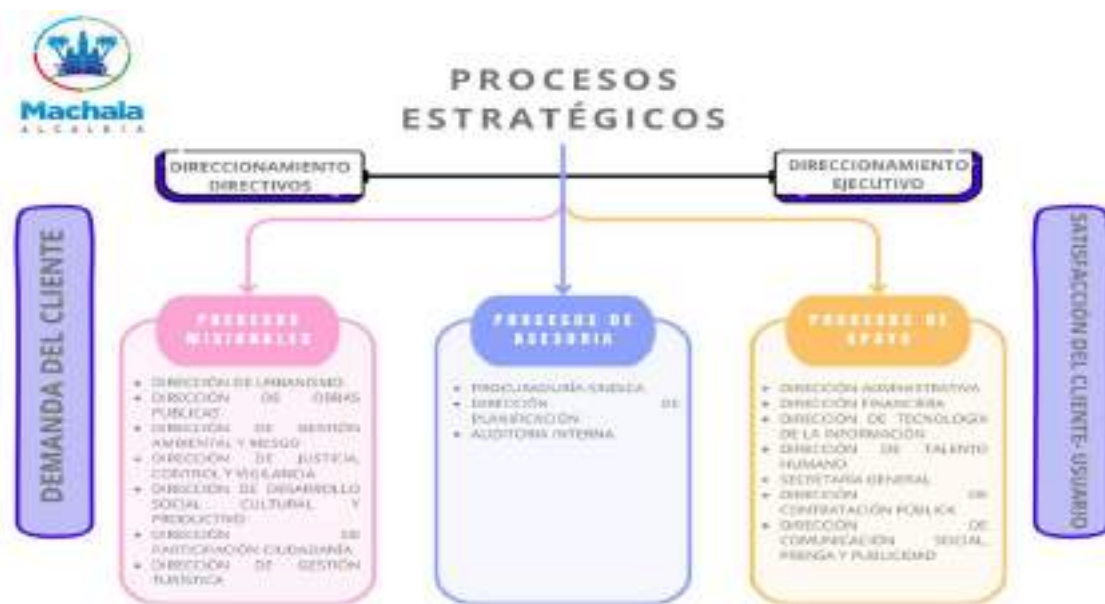 Machala
ALCALDÍA
PROCESOS
ESTRATÉGICOS
DIRECCIONAMIENTO
DIRECTIVOS
DIRECCIONAMIENTO
EJECUTIVO
DEMANDA DEL CLIENTE
PROCESOS
MISIONALES
• DIRECCIÓN DE URBANISMO
• DIRECCIÓN DE OBRAS
PÚBLICAS
• DIRECCIÓN DE GESTIÓN
AMBIENTAL Y RIESGO
• DIRECCIÓN DE JUSTICIA,
CONTROL Y VIGILANCIA
• DIRECCIÓN DE DESARROLLO
SOCIAL CULTURAL Y
PRODUCTIVO
• DIRECCIÓN DE
PARTICIPACIÓN CIUDADANÍA
• DIRECCIÓN DE GESTIÓN
TURÍSTICA
PROCESOS DE
ASESORIA
• PROCURADURÍA SINDICA
• DIRECCIÓN DE
PLANIFICACIÓN
• AUDITORIA INTERNA
PROCESOS DE
APOYO
• DIRECCIÓN ADMINISTRATIVA
• DIRECCIÓN FINANCIERA
• DIRECCIÓN DE TECNOLOGÍA
DE LA INFORMACIÓN
• DIRECCIÓN DE TALENTO
HUMANO
• SECRETARÍA GENERAL
• DIRECCIÓN DE
CONTRATACIÓN PÚBLICA
• DIRECCIÓN DE
COMUNICACIÓN SOCIAL,
PRENSA Y PUBLICIDAD
SATISFACCIÓN DEL CLIENTE- USUARIO